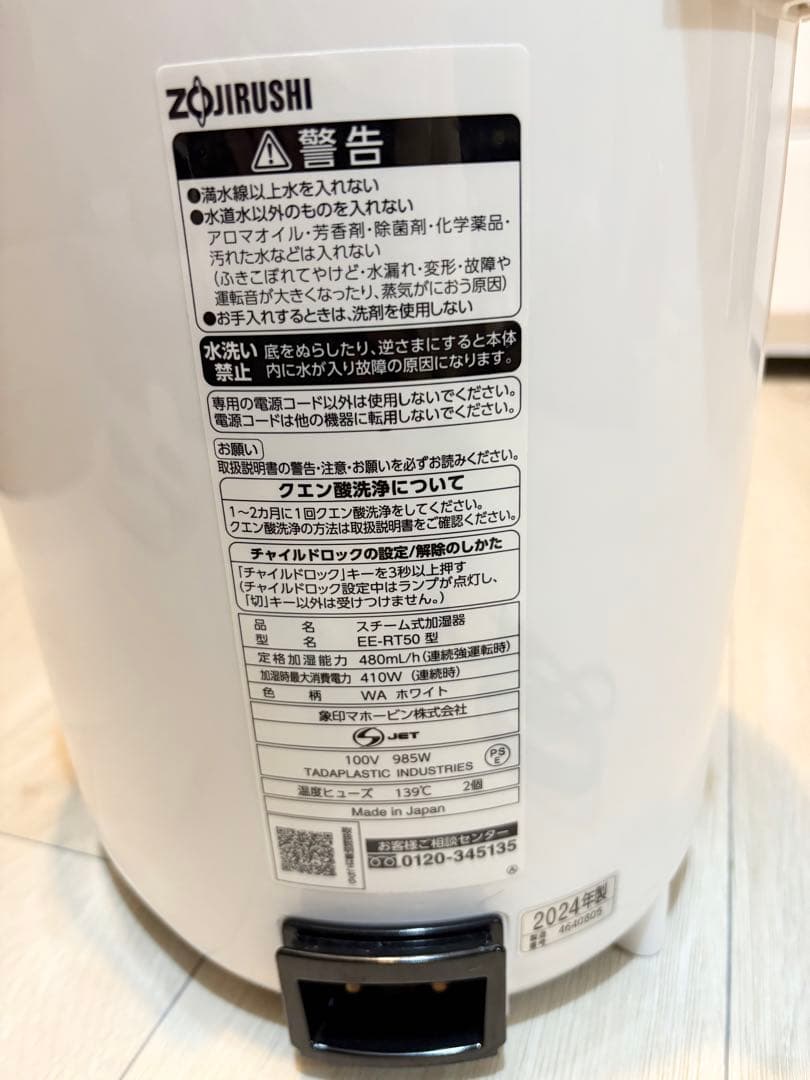 ZOJIRUSHI
警告
●満水線以上水を入れない
●水道水以外のものを入れない
アロマオイル・芳香剤・除菌剤・化学薬品・
汚れた水などは入れない
(ふきこぼれてやけど・水漏れ・変形・故障や
運転音が大きくなったり、蒸気がにおう原因)
●お手入れするときは、洗剤を使用しない
水洗い禁止 底をぬらしたり、逆さまにすると本体
内に水が入り故障の原因になります。
専用の電源コード以外は使用しないでください。
電源コードは他の機器に転用しないでください。
お願い
取扱説明書の警告・注意・お願いを必ずお読みください。
クエン酸洗浄について
1〜2カ月に1回クエン酸洗浄をしてください。
クエン酸洗浄の方法は取扱説明書をご確認ください。
チャイルドロックの設定/解除のしかた
「チャイルドロック」キーを3秒以上押す
(チャイルドロック設定中はランプが点灯し、
「切」キー以外は受けつけません。)
品名 スチーム式加湿器
型名 EE-RT50 型
定格加湿能力 480mL/h(連続強運転時)
加湿時最大消費電力 410W (連続時)
色柄 WA ホワイト
象印マホービン株式会社
S JET
100V 985W
TADAPLASTIC INDUSTRIES
PS
E
温度ヒューズ 139℃ 2個
Made in Japan
お客様ご相談センター
0120-345135
2024年製
製造番号 4640805